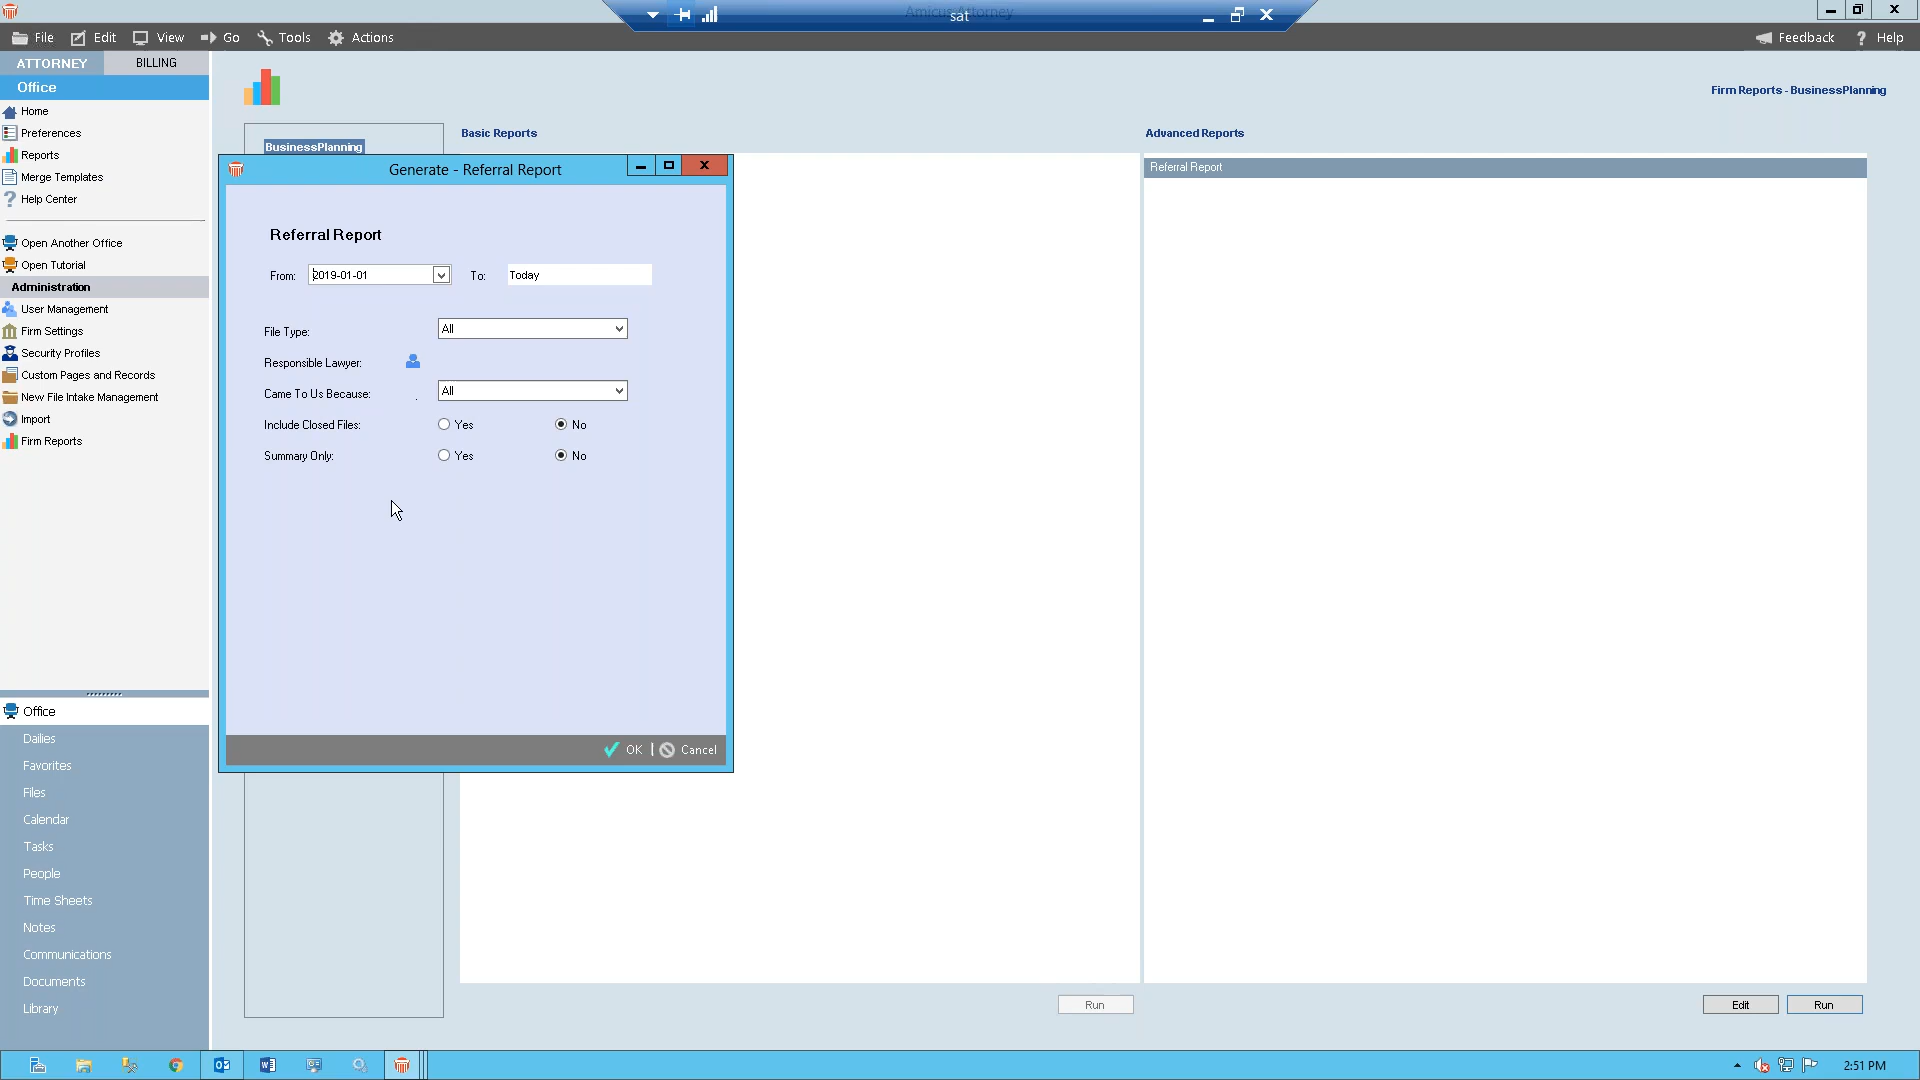 Amicus Attorney
sat
File
Edit
View
Go
Tools
Actions
Feedback
? Help
ATTORNEY
BILLING
Office
Home
Preferences
Reports
Merge Templates
Help Center
Open Another Office
Open Tutorial
Administration
User Management
Firm Settings
Security Profiles
Custom Pages and Records
New File Intake Management
Import
Firm Reports
Office
Dailies
Favorites
Files
Calendar
Tasks
People
Time Sheets
Notes
Communications
Documents
Library
Firm Reports - BusinessPlanning
BusinessPlanning
Basic Reports
Advanced Reports
Referral Report
Generate - Referral Report
Referral Report
From: 2019-01-01 To: Today
File Type: All
Responsible Lawyer:
Came To Us Because: . All
Include Closed Files: Yes No
Summary Only: Yes No
OK | Cancel
Run
Edit
Run
2:51 PM